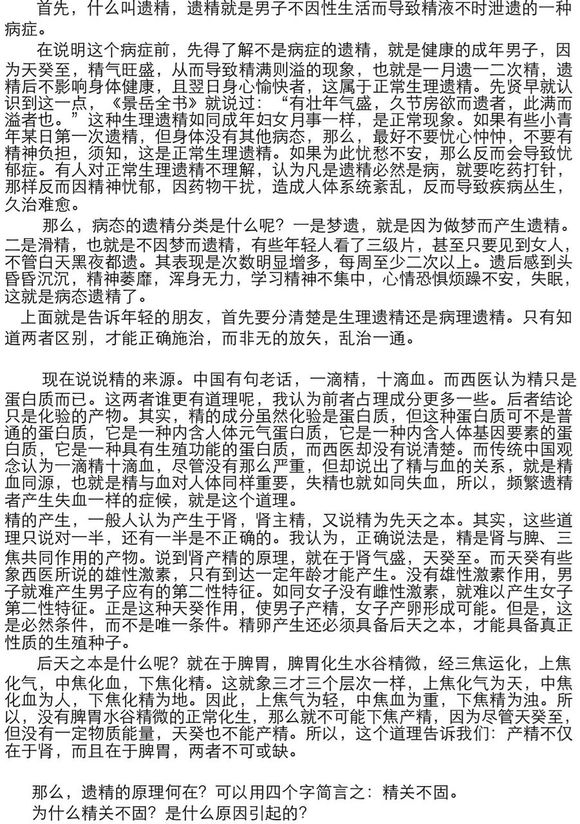 首先，什么叫遗精，遗精就是男子不因性生活而导致精液不时泄遗的一种
病症。
在说明这个病症前，先得了解不是病症的遗精，就是健康的成年男子，因
为天癸至，精气旺盛，从而导致精满则溢的现象，也就是一月遗一二次精，遗
精后不影响身体健康，且翌日身心愉快者，这属于正常生理遗精。先贤早就认
识到这一点，《景岳全书》就说过：“有壮年气盛，久节房欲而遗者，此满而
溢者也。”这种生理遗精如同成年妇女月事一样，是正常现象。如果有些小青
年某日第一次遗精，但身体没有其他病态，那么，最好不要忧心忡忡，不要有
精神负担，须知，这是正常生理遗精。如果为此忧愁不安，那么反而会导致忧
郁症。有人对正常生理遗精不理解，认为凡是遗精必然是病，就要吃药打针，
那样反而因精神忧郁，因药物干扰，造成人体系统紊乱，反而导致疾病丛生，
久治难愈。
那么，病态的遗精分类是什么呢？一是梦遗，就是因为做梦而产生遗精。
二是滑精，也就是不因梦而遗精，有些年轻人看了三级片，甚至只要见到女人，
不管白天黑夜都遗。其表现是次数明显增多，每周至少二次以上。遗后感到头
昏昏沉沉，精神萎靡，浑身无力，学习精神不集中，心情恐惧烦躁不安，失眠，
这就是病态遗精了。
上面就是告诉年轻的朋友，首先要分清楚是生理遗精还是病理遗精。只有知
道两者区别，才能正确施治，而非无的放矢，乱治一通。
现在说说精的来源。中国有句老话，一滴精，十滴血。而西医认为精只是
蛋白质而已。这两者谁更有道理呢，我认为前者占理成分更多一些。后者结论
只是化验的产物。其实，精的成分虽然化验是蛋白质，但这种蛋白质可不是普
通的蛋白质，它是一种内含人体元气蛋白质，它是一种内含人体基因要素的蛋
白质，它是一种具有生殖功能的蛋白质，而西医却没有说清楚。而传统中国观
念认为一滴精十滴血，尽管没有那么严重，但却说出了精与血的关系，就是精
血同源，也就是精与血对人体同样重要，失精也就如同失血，所以，频繁遗精
者产生失血一样的症候，就是这个道理。
精的产生，一般人认为产生于肾，肾主精，又说精为先天之本。其实，这些道
理只说对一半，还有一半是不正确的。我认为，正确说法是，精是肾与脾、三
焦共同作用的产物。说到肾产精的原理，就在于肾气盛，天癸至。而天癸有些
象西医所说的雄性激素，只有到达一定年龄才能产生。没有雄性激素作用，男
子就难产生男子应有的第二性特征。如同女子没有雌性激素，就难以产生女子
第二性特征。正是这种天癸作用，使男子产精，女子产卵形成可能。但是，这
是必然条件，而不是唯一条件。精卵产生还必须具备后天之本，才能具备真正
性质的生殖种子。
后天之本是什么呢？就在于脾胃，脾胃化生水谷精微，经三焦运化，上焦
化气，中焦化血，下焦化精。这就象三才三个层次一样，上焦化气为天，中焦
化血为人，下焦化精为地。因此，上焦气为轻，中焦血为重，下焦精为浊。所
以，没有脾胃水谷精微的正常化生，那么就不可能下焦产精，因为尽管天癸至，
但没有一定物质能量，天癸也不能产精。所以，这个道理告诉我们：产精不仅
在于肾，而且在于脾胃，两者不可或缺。
那么，遗精的原理何在？可以用四个字简言之：精关不固。
为什么精关不固？是什么原因引起的？